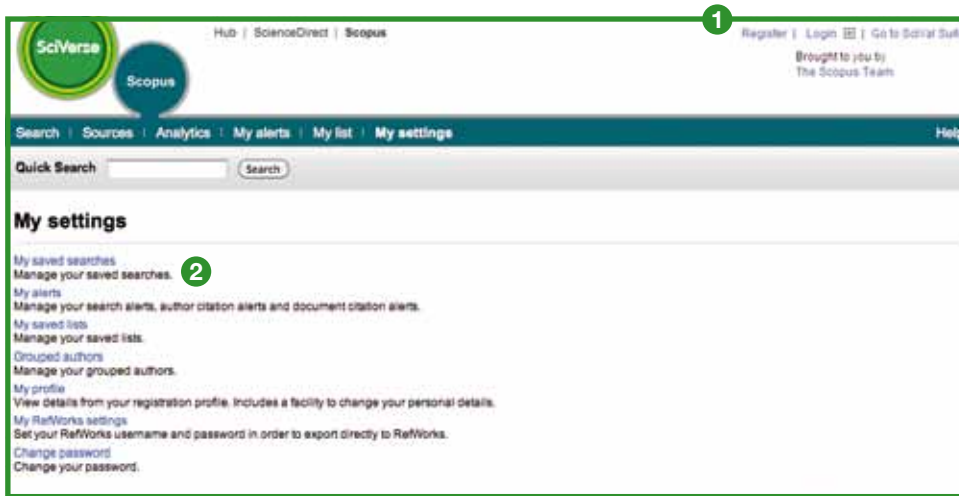 SciVerse
Scopus
Hub | ScienceDirect | Scopus
1
Register | Login | Go to SciVal Suit
Brought to you by
The Scopus Team
Search | Sources | Analytics | My alerts | My list | My settings
Help
Quick Search
Search
My settings
My saved searches
Manage your saved searches.
2
My alerts
Manage your search alerts, author citation alerts and document citation alerts.
My saved lists
Manage your saved lists.
Grouped authors
Manage your grouped authors.
My profile
View details from your registration profile. Includes a facility to change your personal details.
My RefWorks settings
Set your RefWorks username and password in order to export directly to RefWorks.
Change password
Change your password.